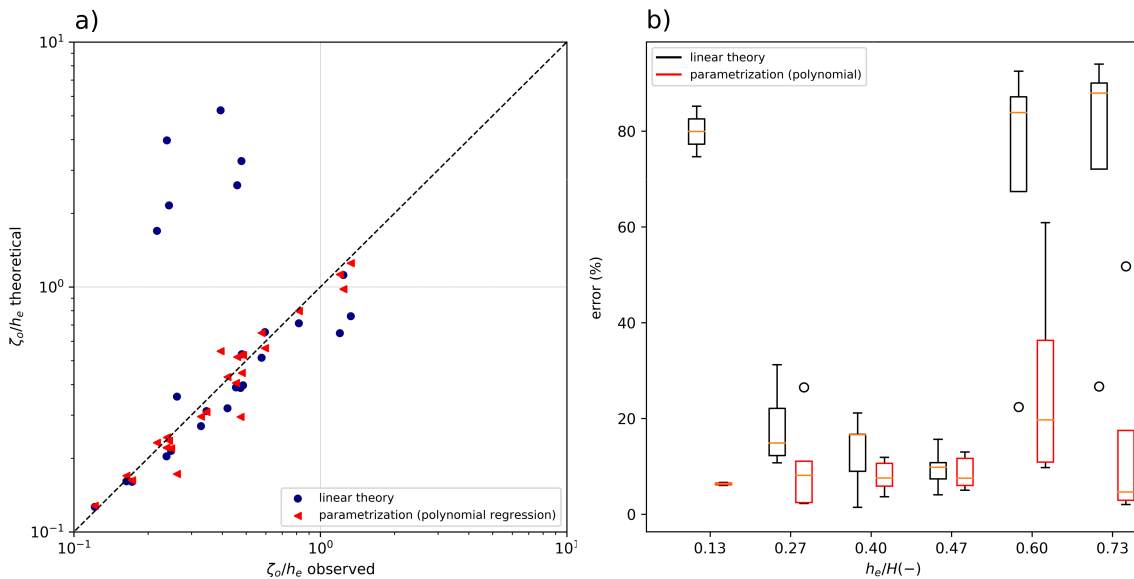 a)
10¹
10⁰
10⁻¹
ζₒ/hₑ theoretical
linear theory
parametrization (polynomial regression)
10⁻¹
10⁰
10
ζₒ/hₑ observed
b)
linear theory
parametrization (polynomial)
80
60
40
20
0
error (%)
0.13
0.27
0.40
0.47
0.60
0.73
hₑ/H(−)